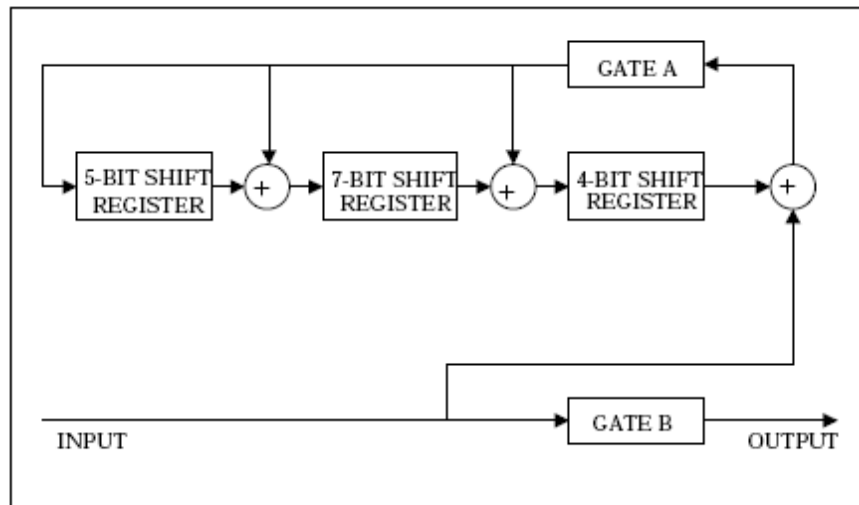 GATE A
5-BIT SHIFT
REGISTER
+
7-BIT SHIFT
REGISTER
+
4-BIT SHIFT
REGISTER
+
INPUT
GATE B
OUTPUT